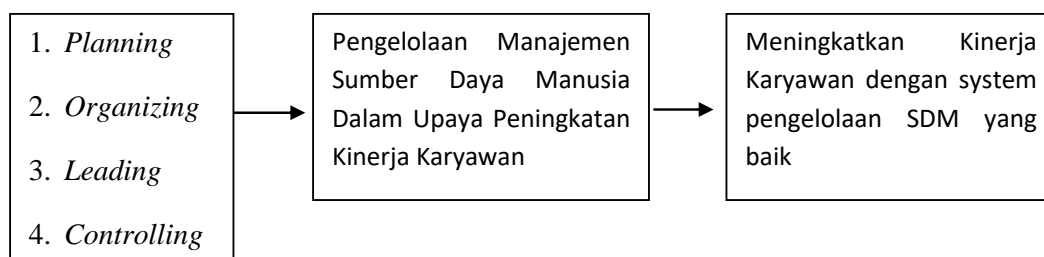 1. Planning
2. Organizing
3. Leading
4. Controlling
Pengelolaan Manajemen
Sumber Daya Manusia
Dalam Upaya Peningkatan
Kinerja Karyawan
Meningkatkan Kinerja
Karyawan dengan system
pengelolaan SDM yang
baik